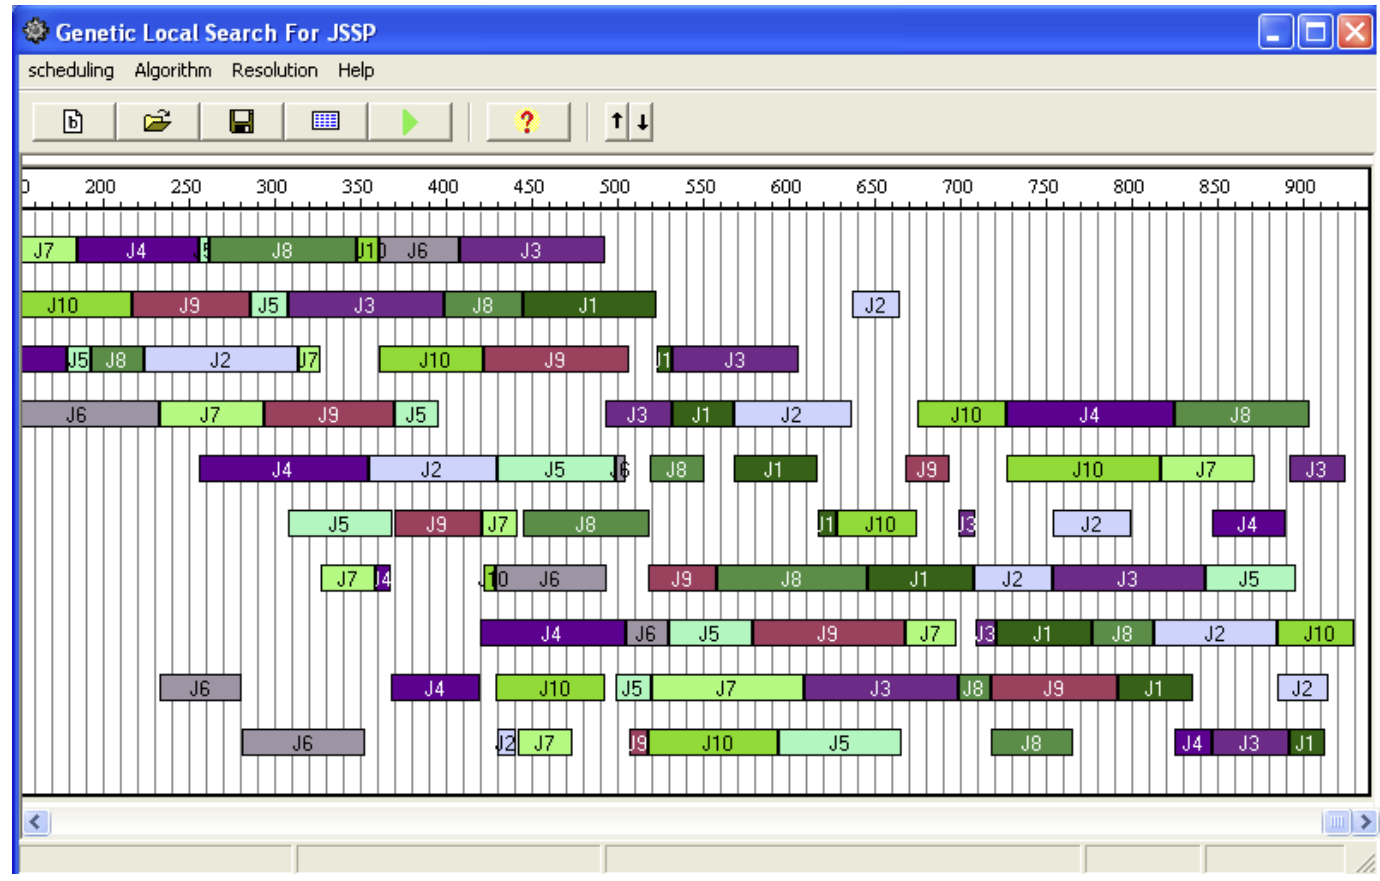 Genetic Local Search For JSSP
scheduling Algorithm Resolution Help
b ?
200 250 300 350 400 450 500 550 600 650 700 750 800 850 900
J7 J4 J8 J10 J6 J3
J10 J9 J5 J3 J8 J1 J2
J5 J8 J2 J7 J10 J9 J1 J3
J6 J7 J9 J5 J3 J1 J2 J10 J4 J8
J4 J2 J5 J6 J8 J1 J9 J10 J7 J3
J5 J9 J7 J8 J1 J10 J3 J2 J4
J7 J4 J10 J6 J9 J8 J1 J2 J3 J5
J4 J6 J5 J9 J7 J3 J1 J8 J2 J10
J6 J4 J10 J5 J7 J3 J8 J9 J1 J2
J6 J2 J7 J9 J10 J5 J8 J4 J3 J1